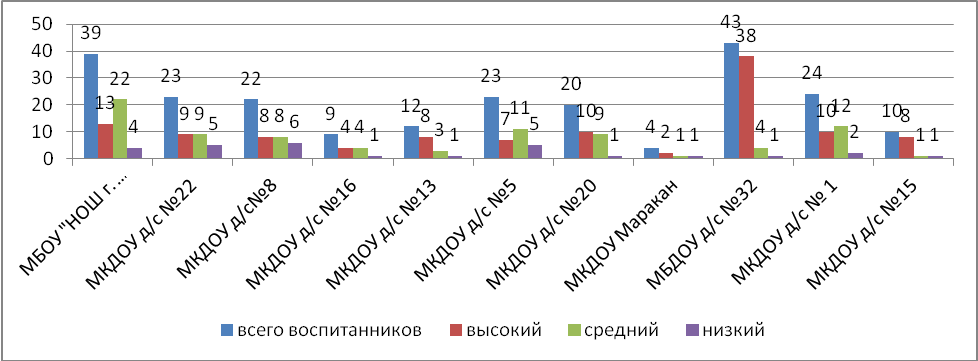 50
40
30
20
10
0
39 13 22 4
23 9 9 5
22 8 8 6
9 4 4 1
12 8 3 1
23 7 11 5
20 10 9 1
4 2 1 1
43 38 4 1
24 10 12 2
10 8 1 1
МБОУ "НОШ г. ...
МКДОУ д/с №22
МКДОУ д/с№8
МКДОУ д/с №16
МКДОУ д/с №13
МКДОУ д/с №5
МКДОУ д/с №20
МКДОУ Маракан
МБДОУ д/с №32
МКДОУ д/с № 1
МКДОУ д/с №15
всего воспитанников высокий средний низкий